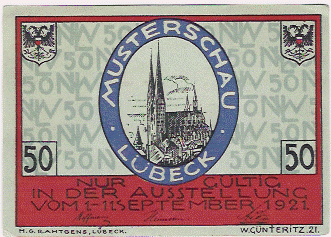 MUSTERSCHAU
LÜBECK
50 50
NUR GÜLTIG
IN DER AUSSTELLUNG
VOM 1-11. SEPTEMBER 1921.
H.G. RAHTGENS, LÜBECK.
W. GÜNTERITZ. 21.